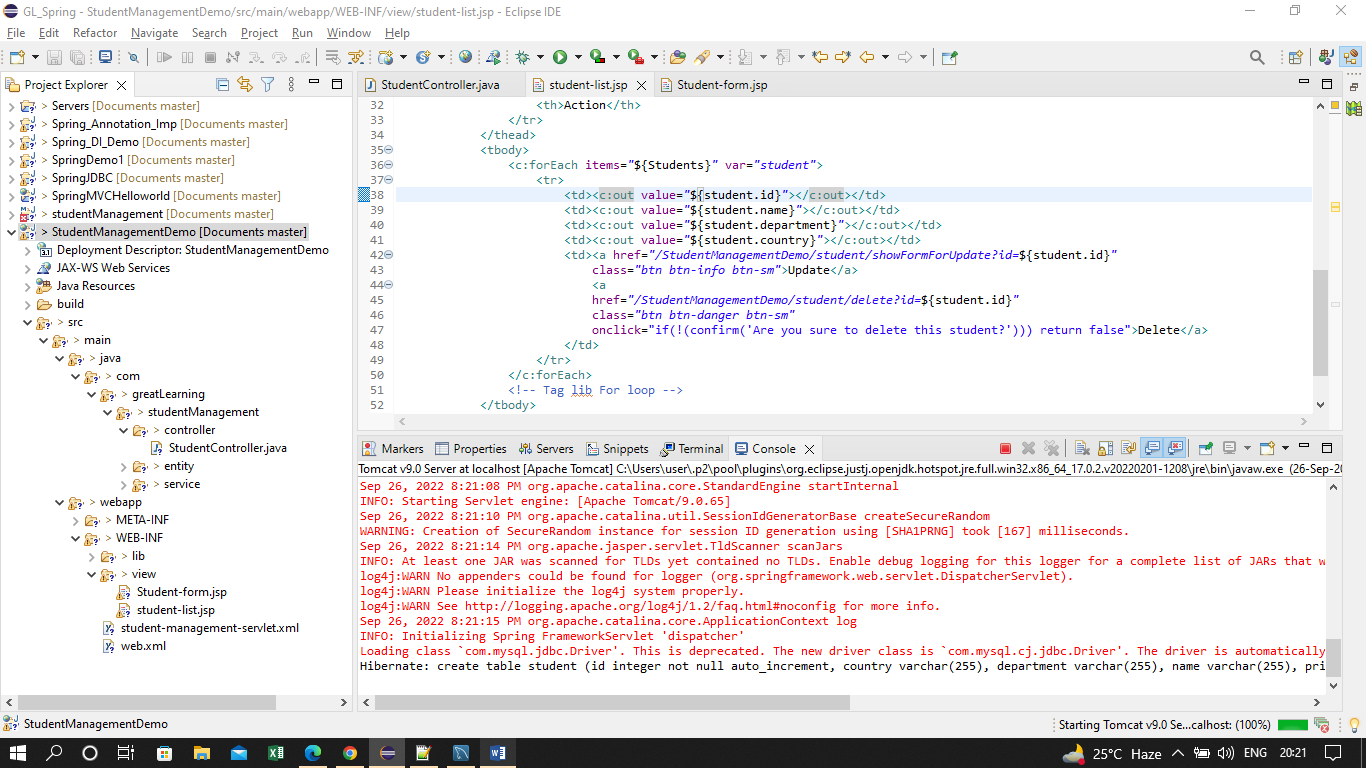 GL_Spring - StudentManagementDemo/src/main/webapp/WEB-INF/view/student-list.jsp - Eclipse IDE
File Edit Refactor Navigate Search Project Run Window Help
Project Explorer
> Servers [Documents master]
> Spring_Annotation_Imp [Documents master]
> Spring_DI_Demo [Documents master]
> SpringDemo1 [Documents master]
> SpringJDBC [Documents master]
> SpringMVCHelloworld [Documents master]
> studentManagement [Documents master]
> StudentManagementDemo [Documents master]
Deployment Descriptor: StudentManagementDemo
JAX-WS Web Services
Java Resources
build
> src
> main
> java
> com
> greatLearning
> studentManagement
> controller
StudentController.java
> entity
> service
> webapp
> META-INF
> WEB-INF
> lib
> view
Student-form.jsp
student-list.jsp
student-management-servlet.xml
web.xml
StudentController.java student-list.jsp Student-form.jsp
32 <th>Action</th>
33 </tr>
34 </thead>
35 <tbody>
36 <c:forEach items="${Students}" var="student">
37 <tr>
38 <td><c:out value="${student.id}"></c:out></td>
39 <td><c:out value="${student.name}"></c:out></td>
40 <td><c:out value="${student.department}"></c:out></td>
41 <td><c:out value="${student.country}"></c:out></td>
42 <td><a href="/StudentManagementDemo/student/showFormForUpdate?id=${student.id}"
43 class="btn btn-info btn-sm">Update</a>
44 <a
45 href="/StudentManagementDemo/student/delete?id=${student.id}"
46 class="btn btn-danger btn-sm"
47 onclick="if(!(confirm('Are you sure to delete this student?'))) return false">Delete</a>
48 </td>
49 </tr>
50 </c:forEach>
51 <!-- Tag lib For loop -->
52 </tbody>
Markers Properties Servers Snippets Terminal Console
Tomcat v9.0 Server at localhost [Apache Tomcat] C:\Users\user\.p2\pool\plugins\org.eclipse.justj.openjdk.hotspot.jre.full.win32.x86_64_17.0.2.v20220201-1208\jre\bin\javaw.exe (26-Sep-20
Sep 26, 2022 8:21:08 PM org.apache.catalina.core.StandardEngine startInternal
INFO: Starting Servlet engine: [Apache Tomcat/9.0.65]
Sep 26, 2022 8:21:10 PM org.apache.catalina.util.SessionIdGeneratorBase createSecureRandom
WARNING: Creation of SecureRandom instance for session ID generation using [SHA1PRNG] took [167] milliseconds.
Sep 26, 2022 8:21:14 PM org.apache.jasper.servlet.TldScanner scanJars
INFO: At least one JAR was scanned for TLDs yet contained no TLDs. Enable debug logging for this logger for a complete list of JARs that w
log4j:WARN No appenders could be found for logger (org.springframework.web.servlet.DispatcherServlet).
log4j:WARN Please initialize the log4j system properly.
log4j:WARN See http://logging.apache.org/log4j/1.2/faq.html#noconfig for more info.
Sep 26, 2022 8:21:15 PM org.apache.catalina.core.ApplicationContext log
INFO: Initializing Spring FrameworkServlet 'dispatcher'
Loading class `com.mysql.jdbc.Driver'. This is deprecated. The new driver class is `com.mysql.cj.jdbc.Driver'. The driver is automatically
Hibernate: create table student (id integer not null auto_increment, country varchar(255), department varchar(255), name varchar(255), pri
StudentManagementDemo
Starting Tomcat v9.0 Se...calhost: (100%)
25°C Haze ENG 20:21